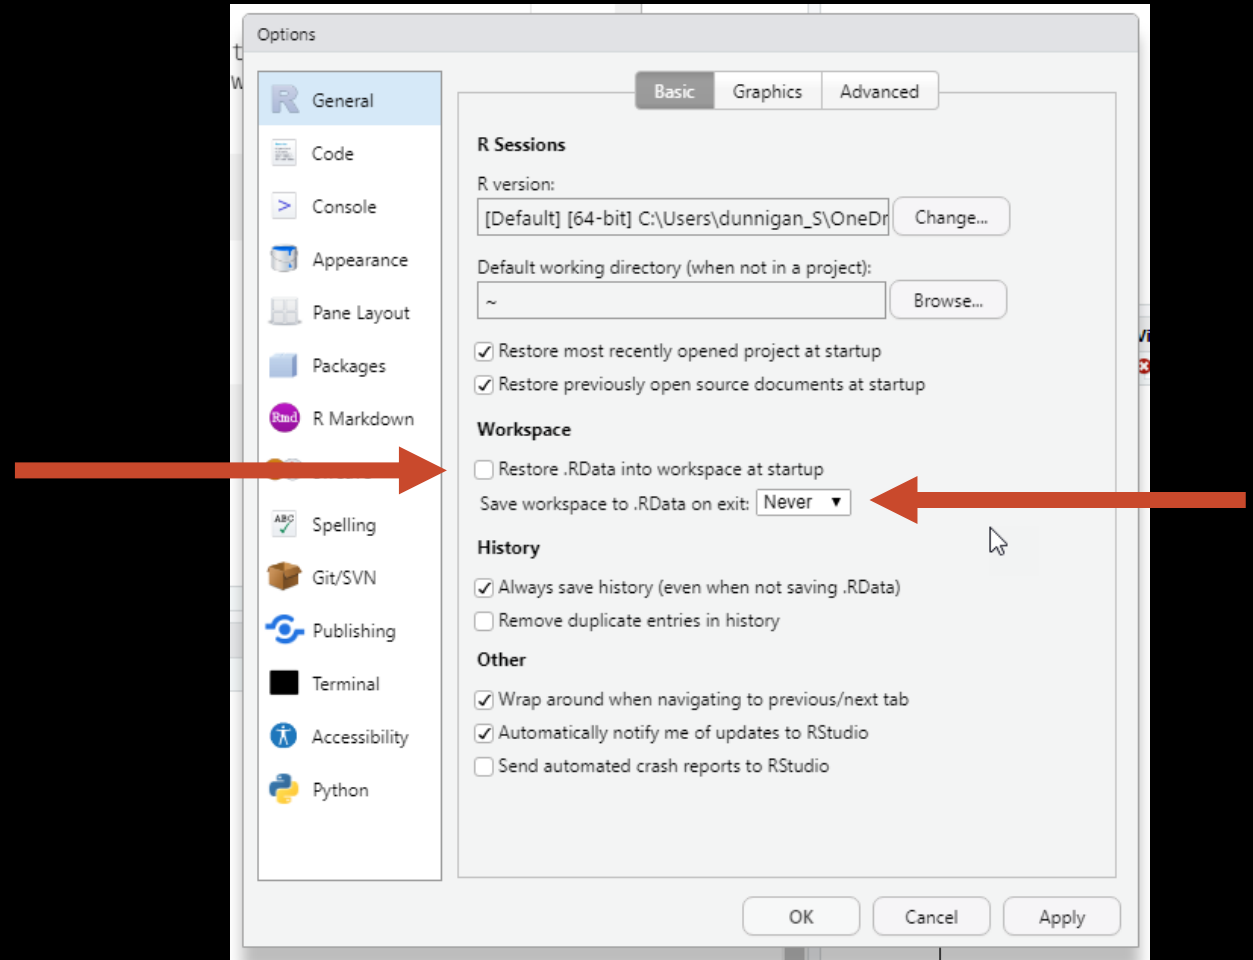 Options
General
Code
Console
Appearance
Pane Layout
Packages
Rmd R Markdown
ABC Spelling
Git/SVN
Publishing
Terminal
Accessibility
Python
Basic Graphics Advanced
R Sessions
R version:
[Default] [64-bit] C:\Users\dunnigan_S\OneDr Change...
Default working directory (when not in a project):
~ Browse...
Restore most recently opened project at startup
Restore previously open source documents at startup
Workspace
Restore .RData into workspace at startup
Save workspace to .RData on exit: Never
History
Always save history (even when not saving .RData)
Remove duplicate entries in history
Other
Wrap around when navigating to previous/next tab
Automatically notify me of updates to RStudio
Send automated crash reports to RStudio
OK Cancel Apply